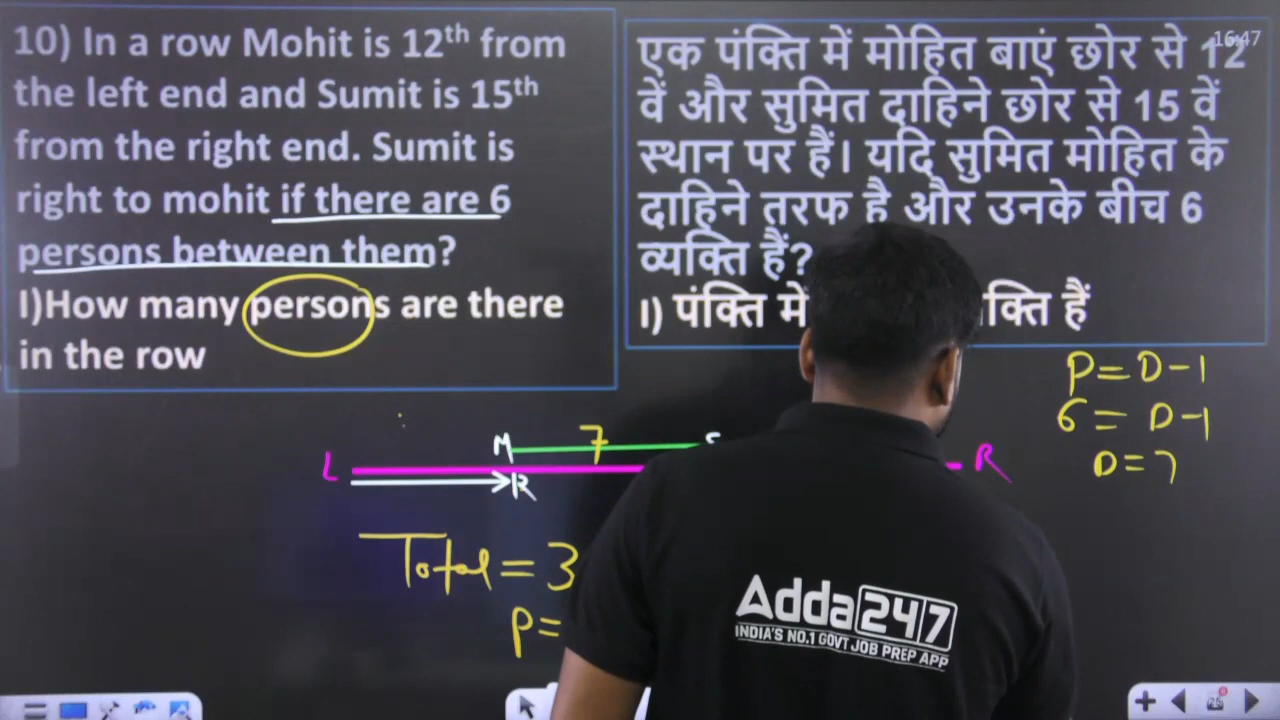 10) In a row Mohit is 12th from
the left end and Sumit is 15th
from the right end. Sumit is
right to mohit if there are 6
persons between them?
I)How many persons are there
in the row
16:47
एक पंक्ति में मोहित बाएं छोर से 12
वें और सुमित दाहिने छोर से 15 वें
स्थान पर हैं। यदि सुमित मोहित के
दाहिने तरफ है और उनके बीच 6
व्यक्ति हैं?
I) पंक्ति में क्ति हैं
P=D-1
6=D-1
D=7
M 7
L R
R
Total=3
P=
Adda247
INDIA'S NO.1 GOVT JOB PREP APP